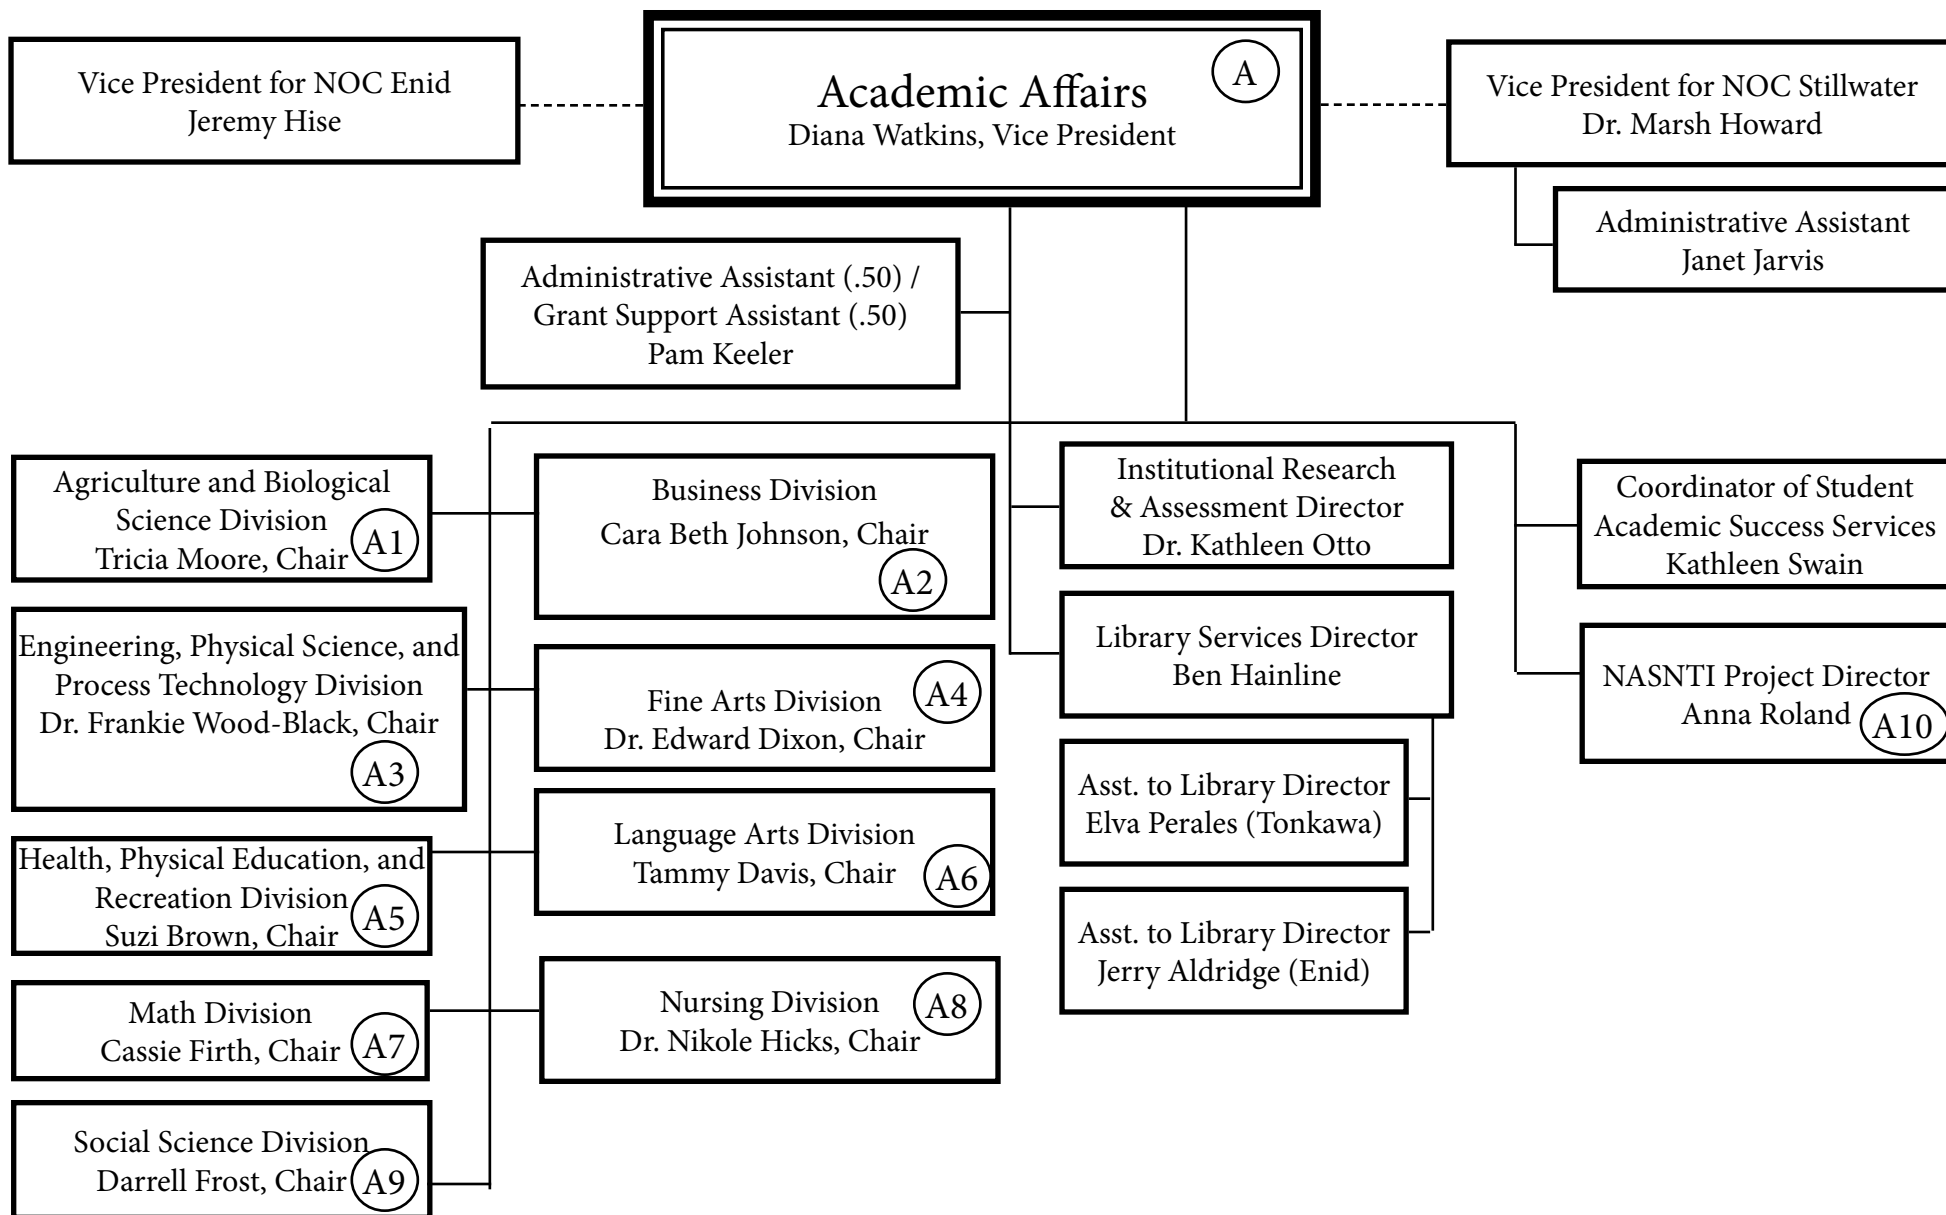 Vice President for NOC Enid
Jeremy Hise
Academic Affairs
A
Diana Watkins, Vice President
Vice President for NOC Stillwater
Dr. Marsh Howard
Administrative Assistant
Janet Jarvis
Administrative Assistant (.50) /
Grant Support Assistant (.50)
Pam Keeler
Agriculture and Biological
Science Division
Tricia Moore, Chair
A1
Business Division
Cara Beth Johnson, Chair
A2
Engineering, Physical Science, and
Process Technology Division
Dr. Frankie Wood-Black, Chair
A3
Fine Arts Division
Dr. Edward Dixon, Chair
A4
Health, Physical Education, and
Recreation Division
Suzi Brown, Chair
A5
Language Arts Division
Tammy Davis, Chair
A6
Math Division
Cassie Firth, Chair
A7
Nursing Division
Dr. Nikole Hicks, Chair
A8
Social Science Division
Darrell Frost, Chair
A9
Institutional Research
& Assessment Director
Dr. Kathleen Otto
Library Services Director
Ben Hainline
Asst. to Library Director
Elva Perales (Tonkawa)
Asst. to Library Director
Jerry Aldridge (Enid)
Coordinator of Student
Academic Success Services
Kathleen Swain
NASNTI Project Director
Anna Roland
A10